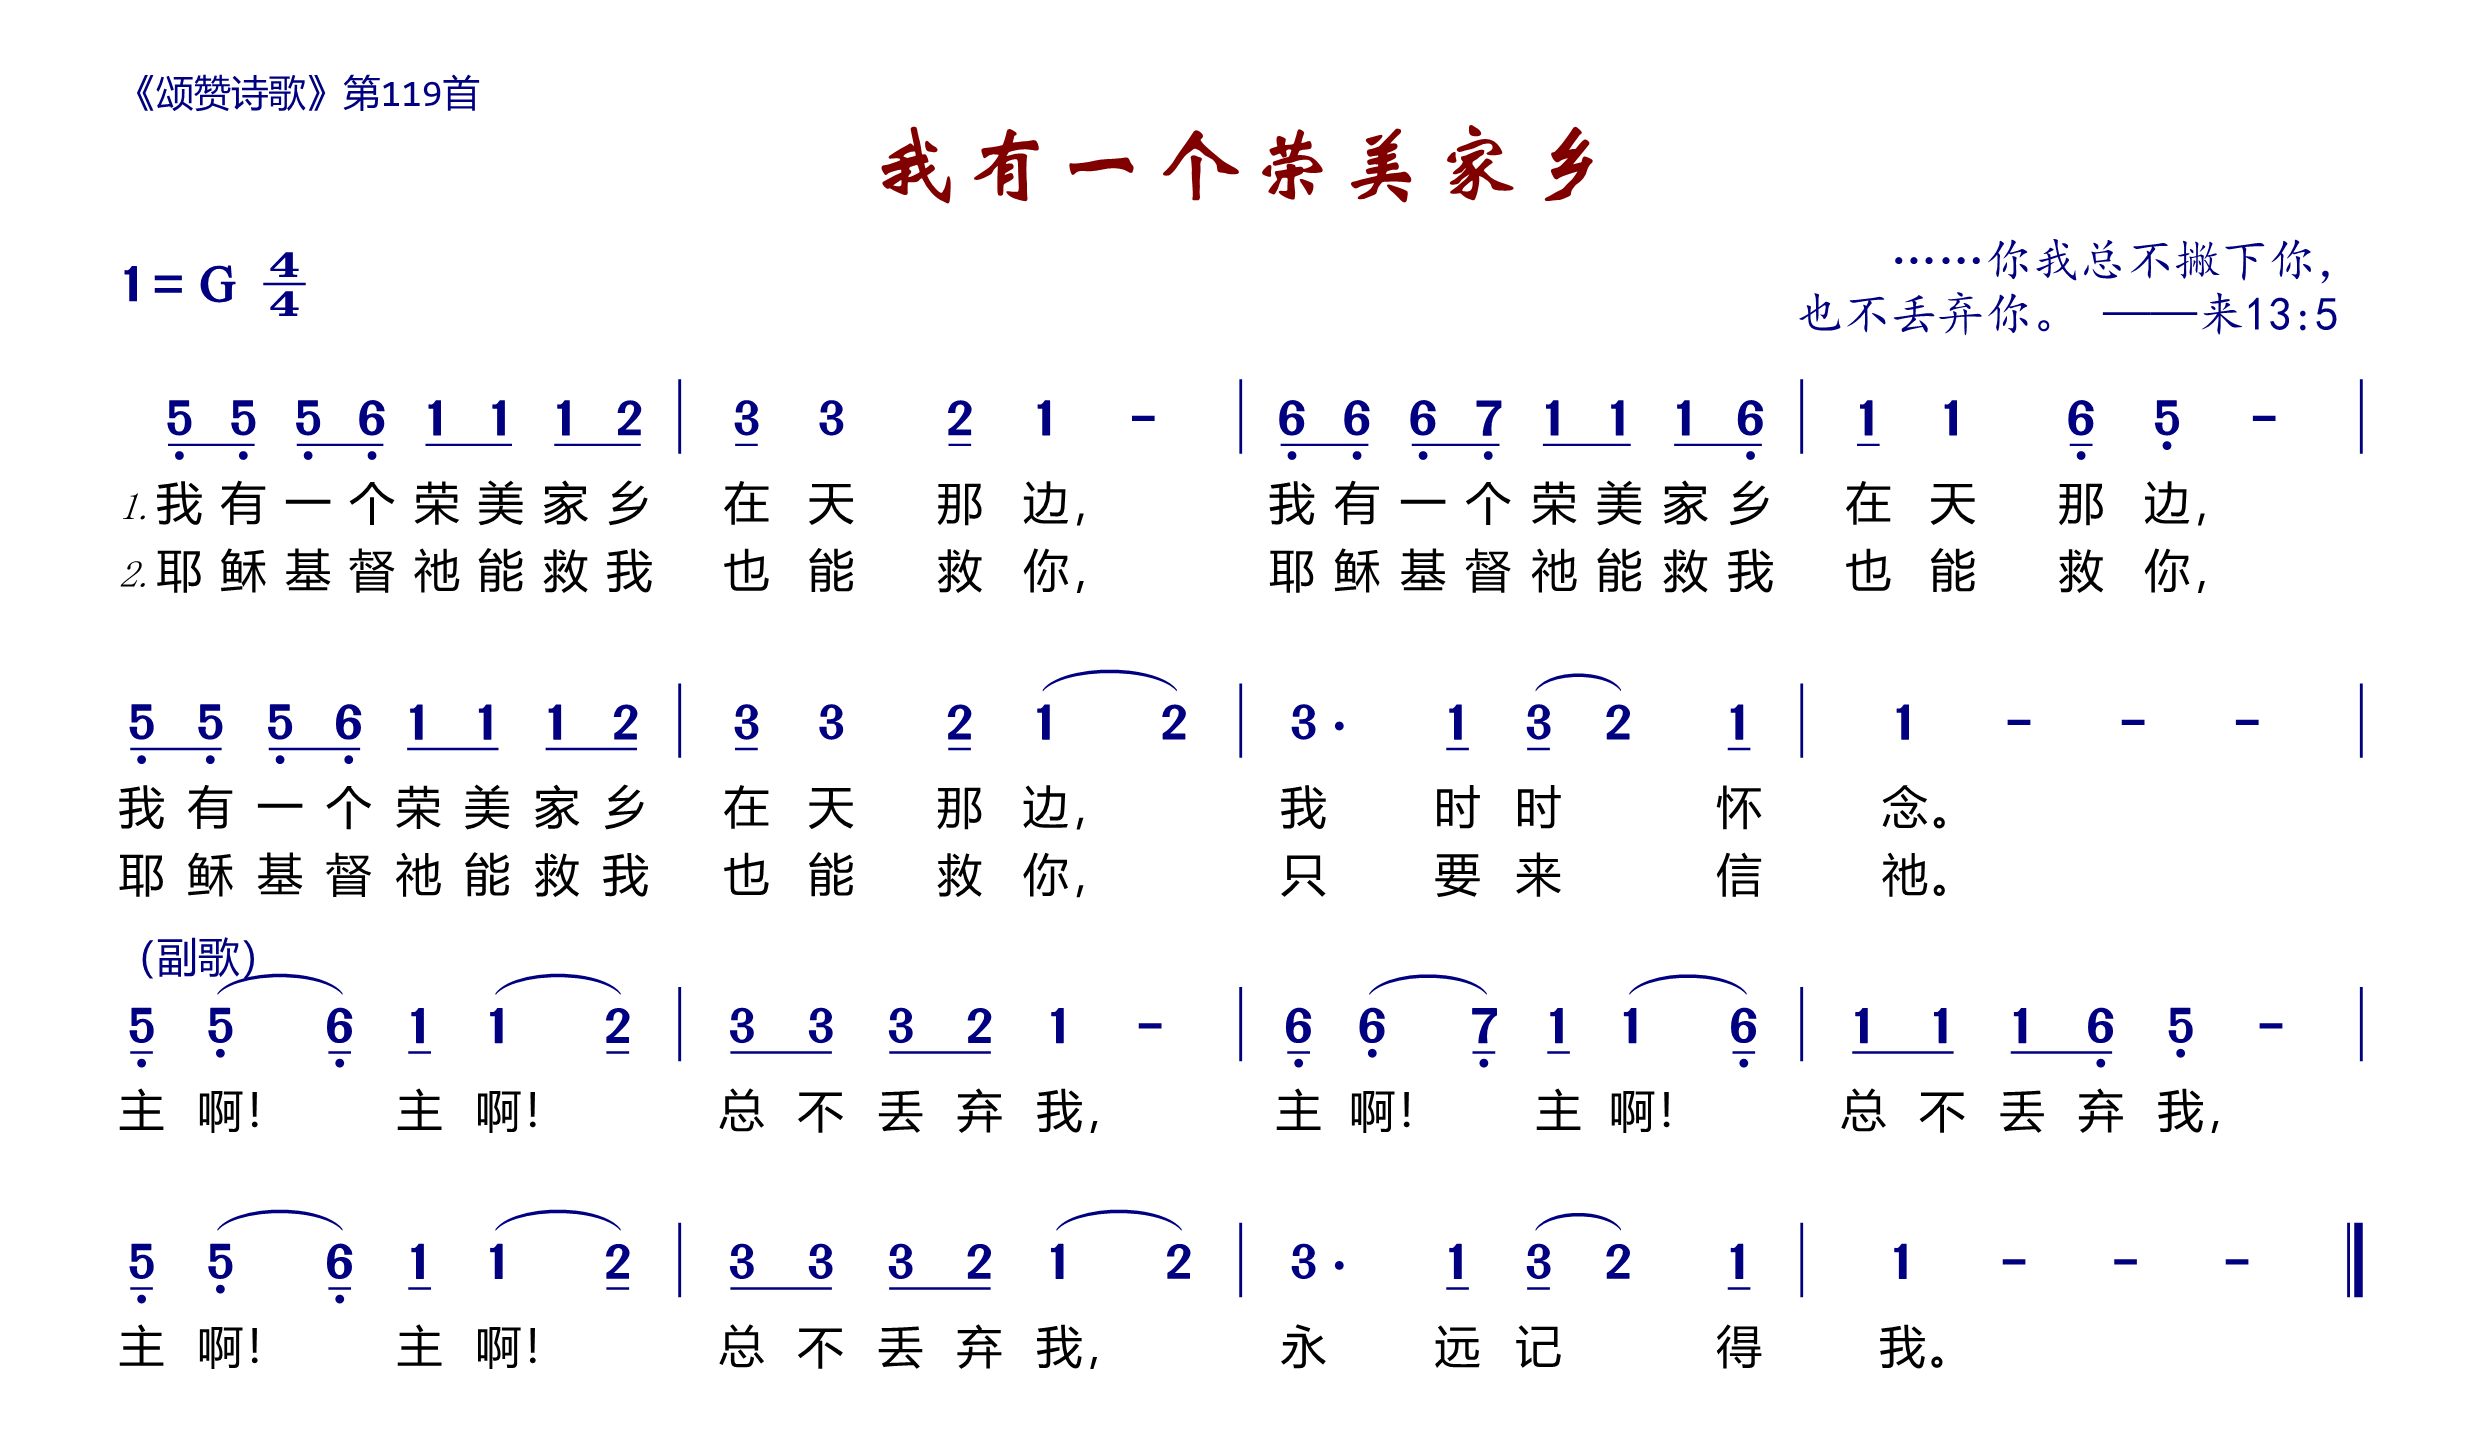 《颂赞诗歌》第119首
我有一个荣美家乡
1=G 4/4
……你我总不撇下你，
也不丢弃你。 ——来13:5
5 5 5 6 1 1 1 2 | 3 3 2 1 - | 6 6 6 7 1 1 1 6 | 1 1 6 5 - |
1.我有一个荣美家乡 在天那边， 我有一个荣美家乡 在天那边，
2.耶稣基督祂能救我 也能救你， 耶稣基督祂能救我 也能救你，
5 5 5 6 1 1 1 2 | 3 3 2 1 2 | 3· 1 3 2 1 | 1 - - - |
我有一个荣美家乡 在天那边， 我时时怀念。
耶稣基督祂能救我 也能救你， 只要来信祂。
(副歌)
5 5 6 1 1 2 | 3 3 3 2 1 - | 6 6 7 1 1 6 | 1 1 1 6 5 - |
主啊！ 主啊！ 总不丢弃我， 主啊！ 主啊！ 总不丢弃我，
5 5 6 1 1 2 | 3 3 3 2 1 2 | 3· 1 3 2 1 | 1 - - - ‖
主啊！ 主啊！ 总不丢弃我， 永远记得我。